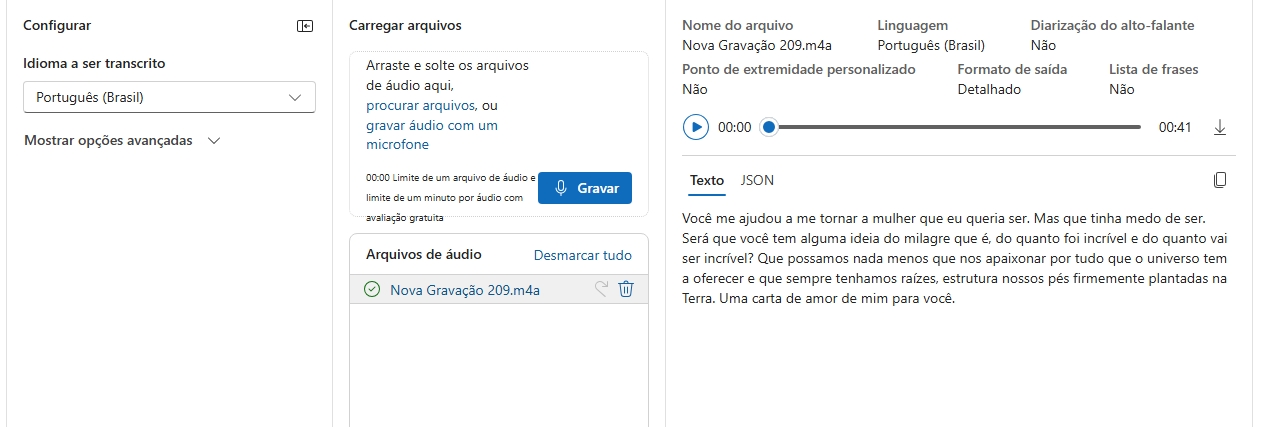 Configurar
Idioma a ser transcrito
Português (Brasil)
Mostrar opções avançadas
Carregar arquivos
Arraste e solte os arquivos
de áudio aqui,
procurar arquivos, ou
gravar áudio com um
microfone
00:00 Limite de um arquivo de áudio e
limite de um minuto por áudio com
avaliação gratuita
Gravar
Arquivos de áudio
Desmarcar tudo
Nova Gravação 209.m4a
Nome do arquivo
Nova Gravação 209.m4a
Linguagem
Português (Brasil)
Diarização do alto-falante
Não
Ponto de extremidade personalizado
Não
Formato de saída
Detalhado
Lista de frases
Não
00:00
00:41
Texto
JSON
Você me ajudou a me tornar a mulher que eu queria ser. Mas que tinha medo de ser.
Será que você tem alguma ideia do milagre que é, do quanto foi incrível e do quanto vai
ser incrível? Que possamos nada menos que nos apaixonar por tudo que o universo tem
a oferecer e que sempre tenhamos raízes, estrutura nossos pés firmemente plantadas na
Terra. Uma carta de amor de mim para você.